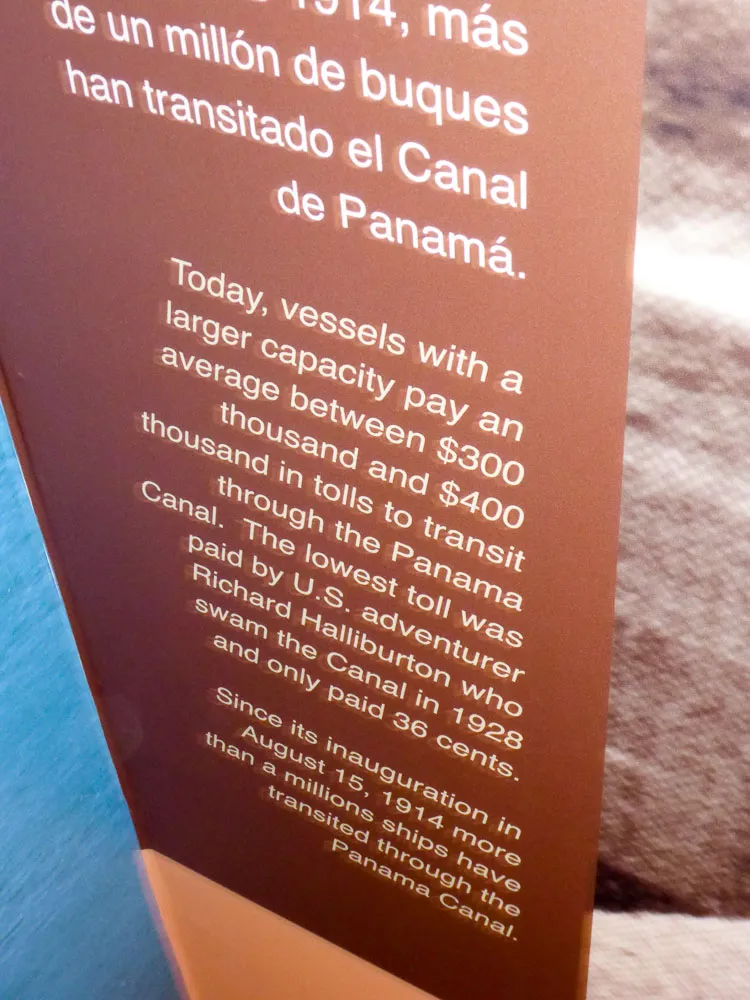 1914, más
de un millón de buques
han transitado el Canal
de Panamá.
Today, vessels with a
larger capacity pay an
average between $300
thousand and $400
thousand in tolls to transit
through the Panama
Canal. The lowest toll was
paid by U.S. adventurer
Richard Halliburton who
swam the Canal in 1928
and only paid 36 cents.
Since its inauguration in
August 15, 1914 more
than a millions ships have
transited through the
Panama Canal.